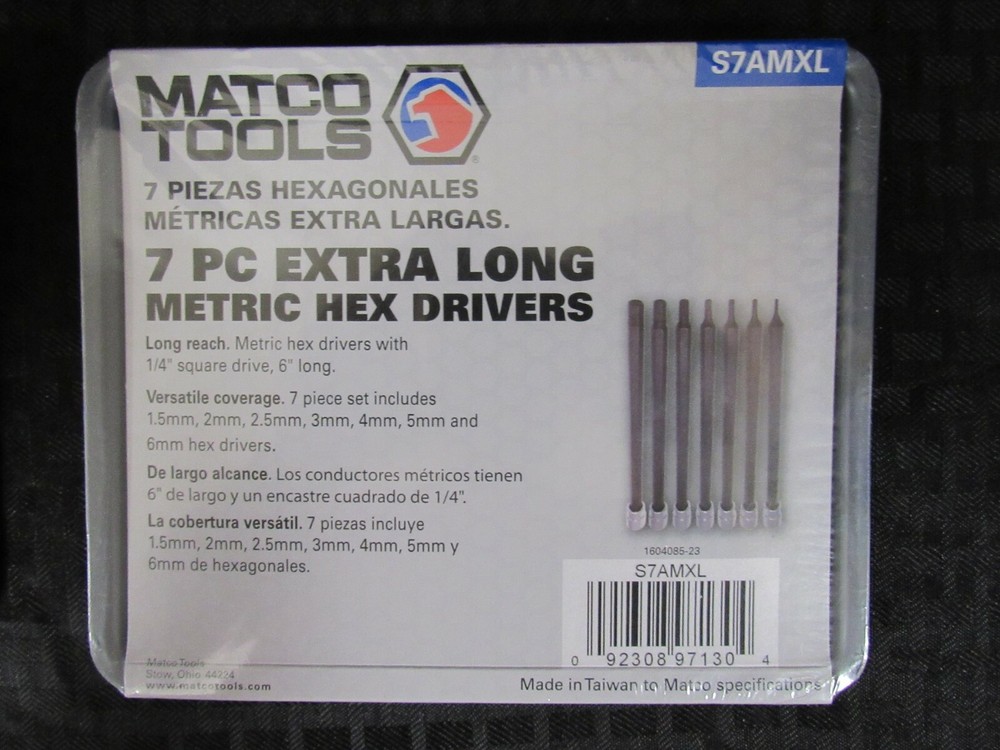 S7AMXL
MATCO
TOOLS
®
7 PIEZAS HEXAGONALES
MÉTRICAS EXTRA LARGAS.
7 PC EXTRA LONG
METRIC HEX DRIVERS
Long reach. Metric hex drivers with
1/4" square drive, 6" long.
Versatile coverage. 7 piece set includes
1.5mm, 2mm, 2.5mm, 3mm, 4mm, 5mm and
6mm hex drivers.
De largo alcance. Los conductores métricos tienen
6" de largo y un encastre cuadrado de 1/4".
La cobertura versátil. 7 piezas incluye
1.5mm, 2mm, 2.5mm, 3mm, 4mm, 5mm y
6mm de hexagonales.
1604085-23
S7AMXL
0 92308 97130 4
Matco Tools
Stow, Ohio 44224
www.matcotools.com
Made in Taiwan to Matco specifications